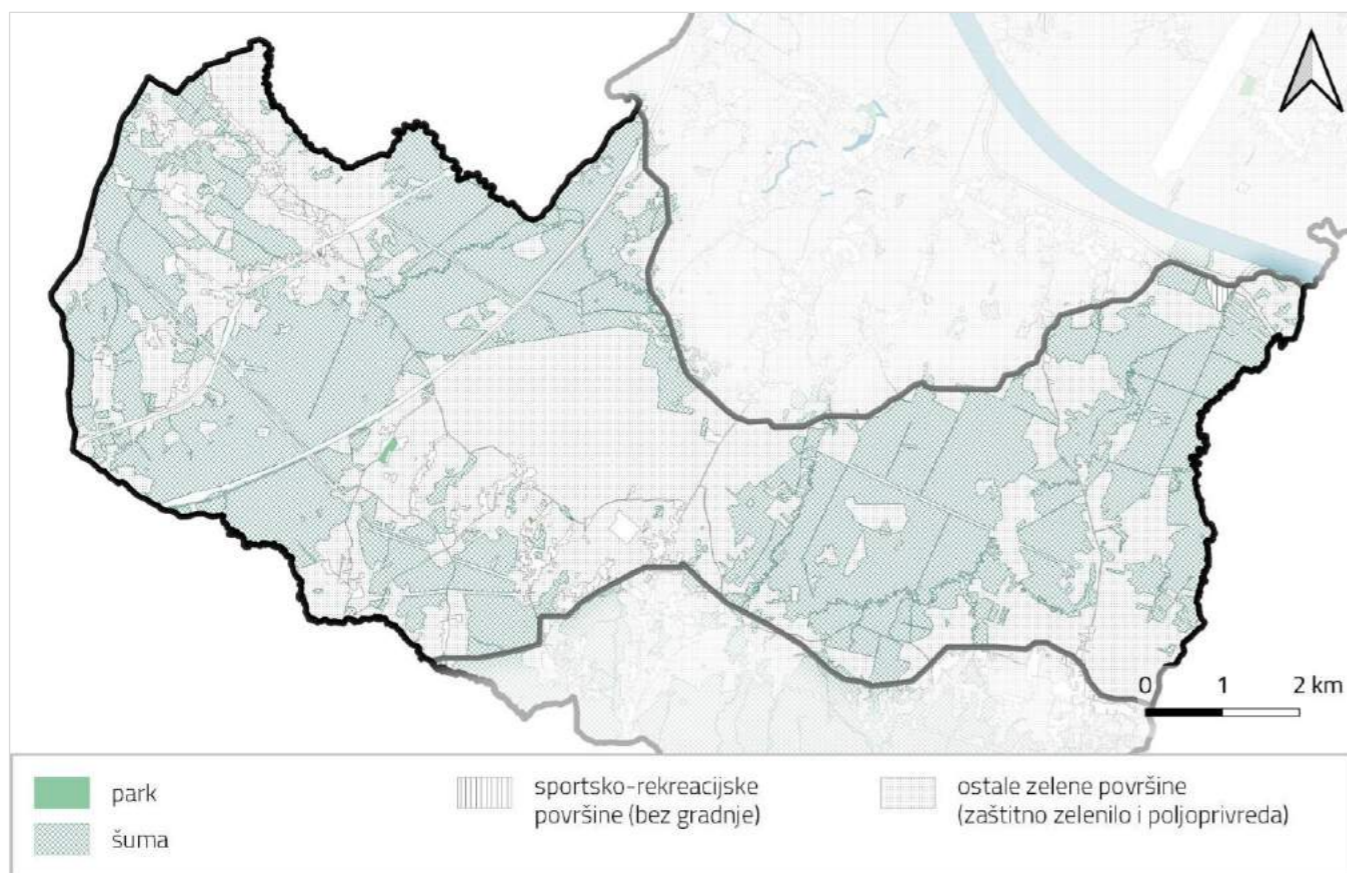 0 1 2 km
park
šuma
sportsko-rekreacijske
površine (bez gradnje)
ostale zelene površine
(zaštitno zelenilo i poljoprivreda)